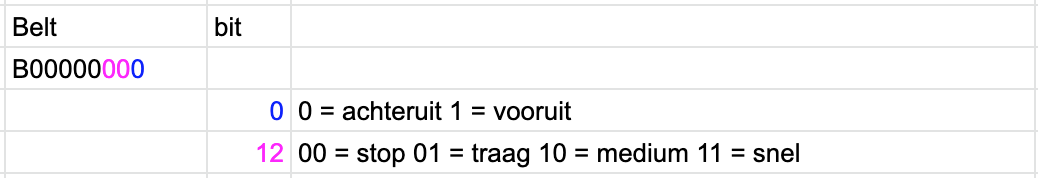 Belt bit
B00000000
0 0 = achteruit 1 = vooruit
12 00 = stop 01 = traag 10 = medium 11 = snel